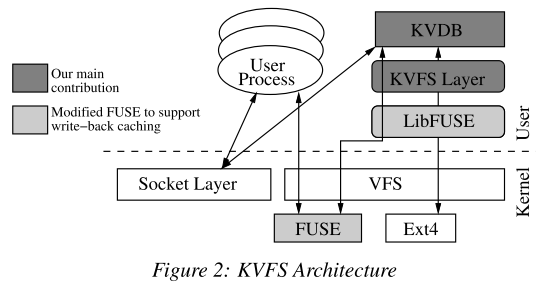 KVDB
User
Process
Our main
contribution
KVFS Layer
Modified FUSE to support
write−back caching
LibFUSE
User
Socket Layer
VFS
Kernel
FUSE
Ext4
Figure 2: KVFS Architecture